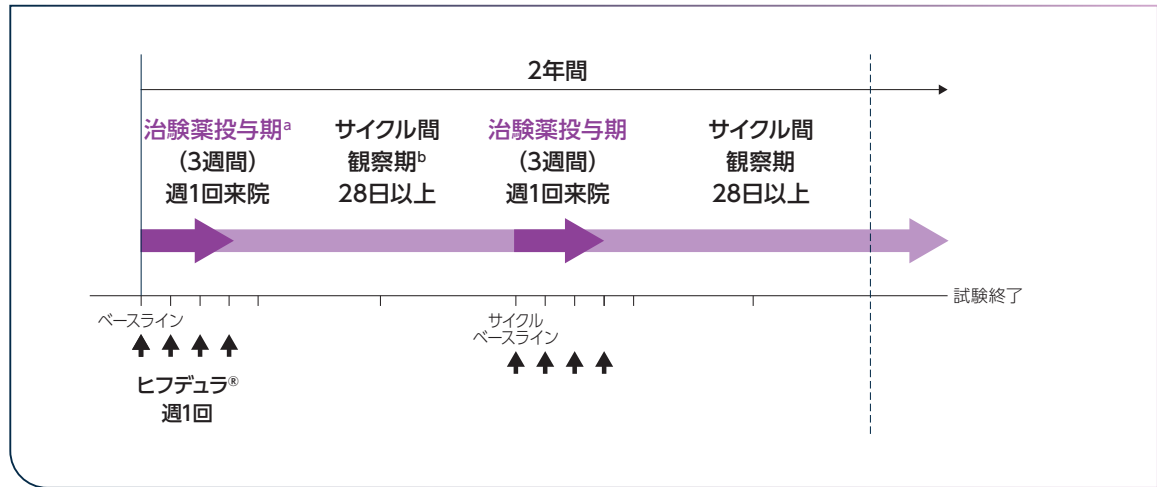 2年間
治験薬投与期a
(3週間)
週1回来院
サイクル間
観察期b
28日以上
治験薬投与期
(3週間)
週1回来院
サイクル間
観察期
28日以上
試験終了
ベースライン
サイクル
ベースライン
ヒフデュラ®
週1回